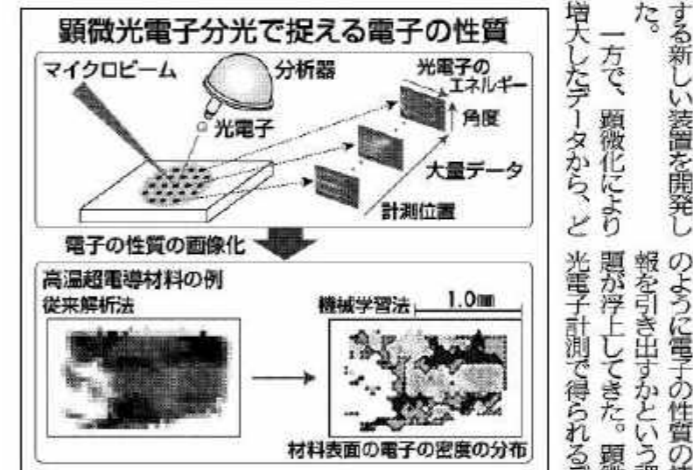 顕微光電子分光で捉える電子の性質
マイクロビーム
分析器
光電子
光電子の
エネルギー
角度
大量データ
計測位置
電子の性質の画像化
高温超電導材料の例
従来解析法
機械学習法
1.0㎜
材料表面の電子の密度の分布
する新しい装置を開発し
た。
一方で、顕微化により
増大したデータから、ど
のように電子の性質の
報を引き出すかという
題が浮上してきた。顕
光電子計測で得られる